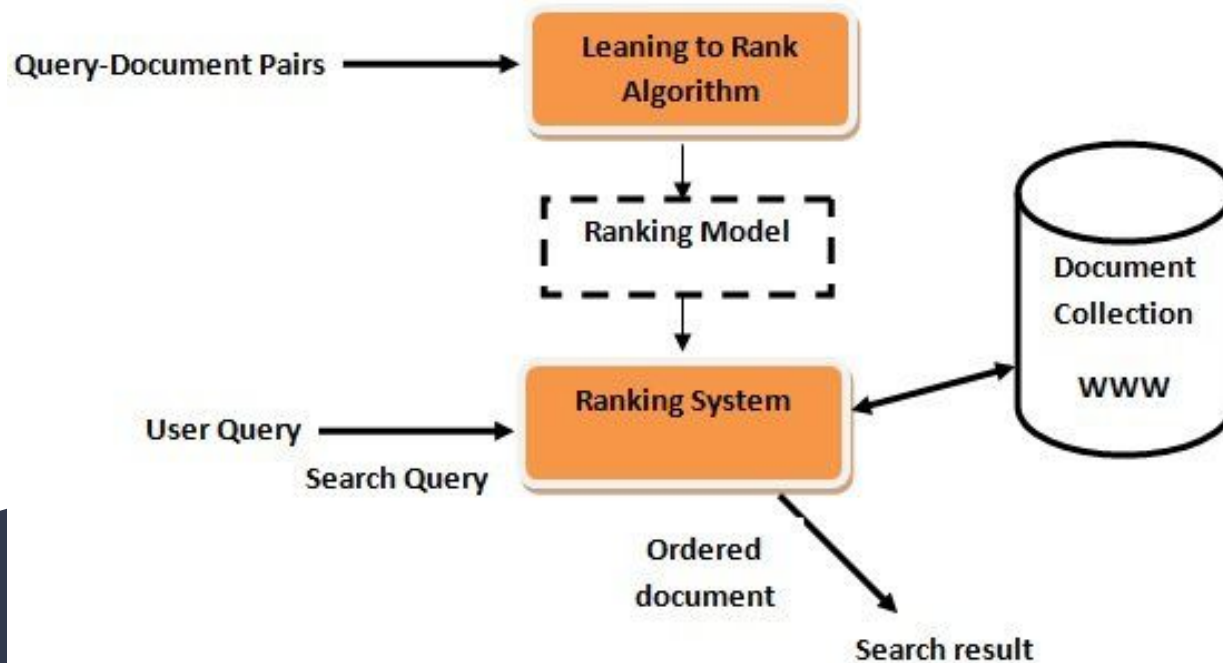 Query-Document Pairs
Leaning to Rank
Algorithm
Ranking Model
Document
Collection
WWW
Ranking System
User Query
Search Query
Ordered
document
Search result